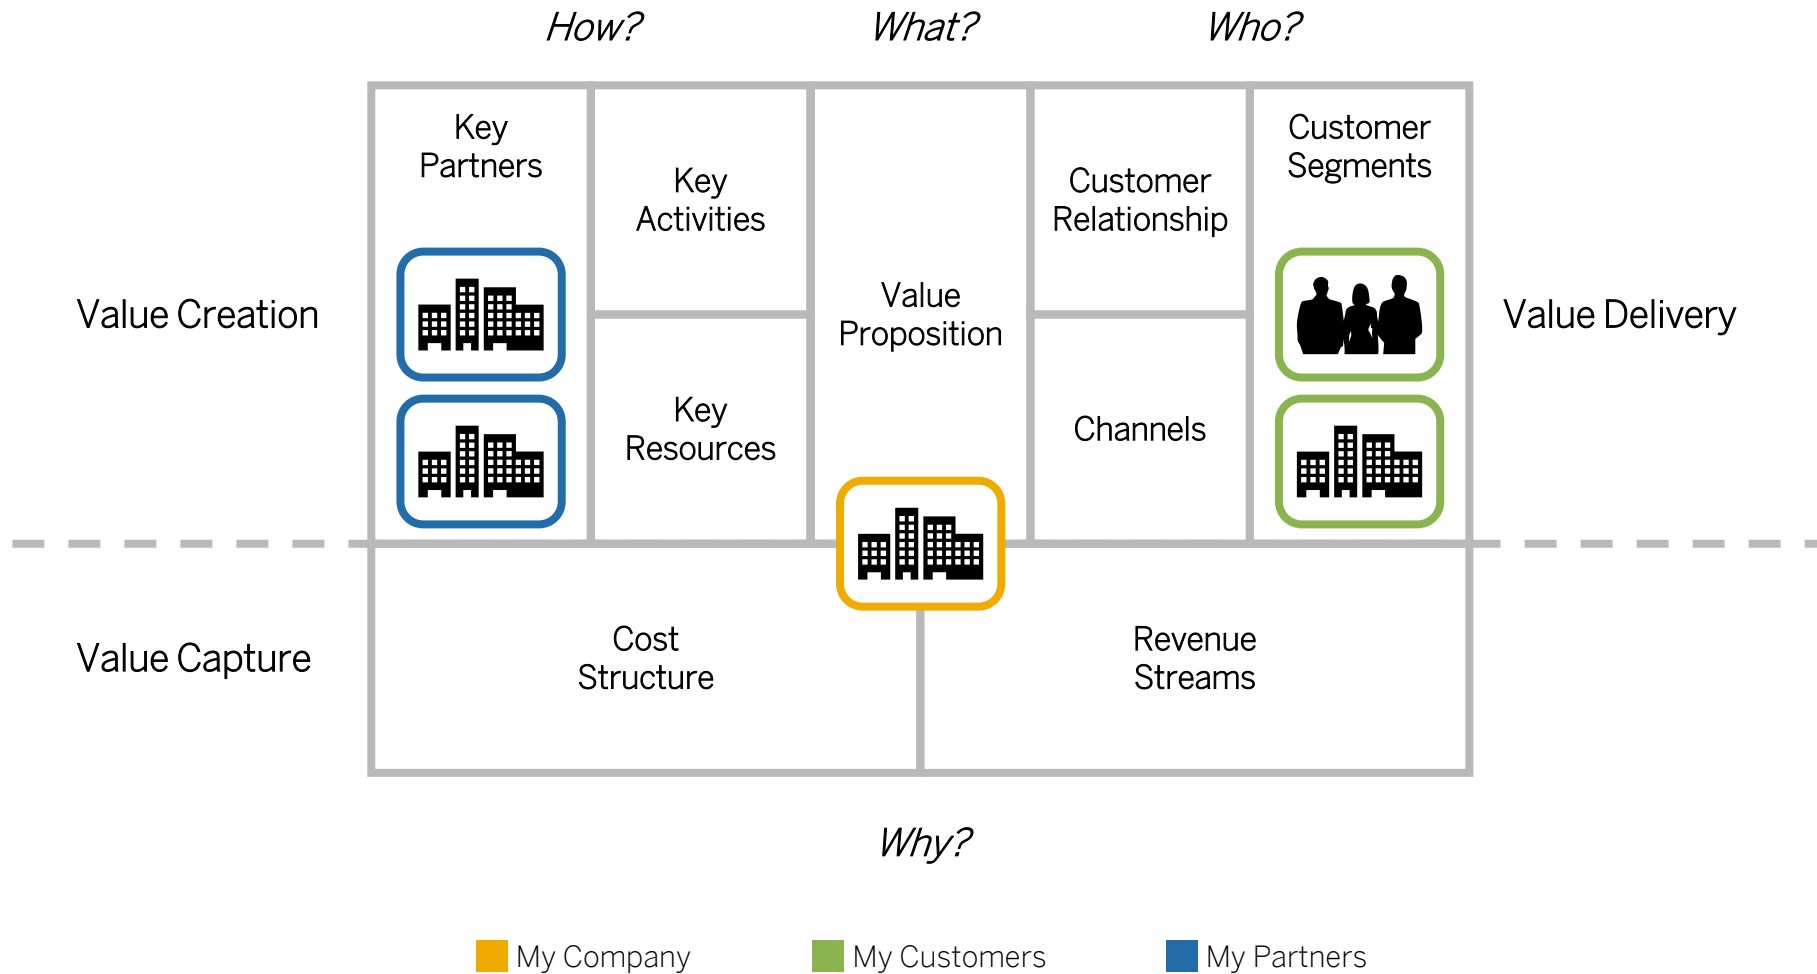 How?
What?
Who?
Key
Partners
Key
Activities
Key
Resources
Value
Proposition
Customer
Relationship
Channels
Customer
Segments
Value Creation
Value Delivery
Value Capture
Cost
Structure
Revenue
Streams
Why?
My Company
My Customers
My Partners